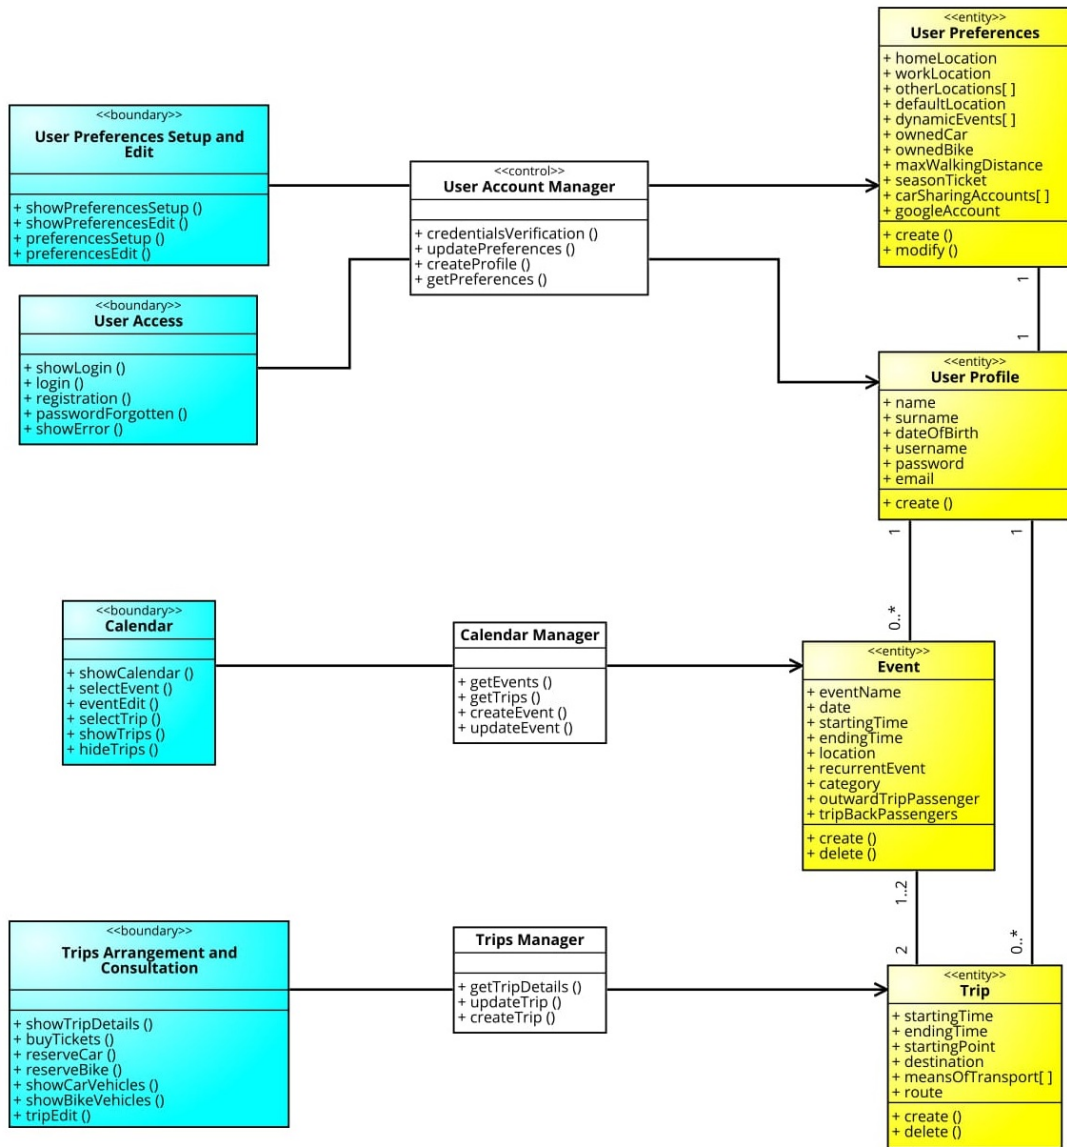 <<entity>>
User Preferences
+ homeLocation
+ workLocation
+ otherLocations[ ]
+ defaultLocation
+ dynamicEvents[ ]
+ ownedCar
+ ownedBike
+ maxWalkingDistance
+ seasonTicket
+ carSharingAccounts[ ]
+ googleAccount
+ create ()
+ modify ()
<<boundary>>
User Preferences Setup and
Edit
+ showPreferencesSetup ()
+ showPreferencesEdit ()
+ preferencesSetup ()
+ preferencesEdit ()
<<control>>
User Account Manager
+ credentialsVerification ()
+ updatePreferences ()
+ createProfile ()
+ getPreferences ()
1
1
<<boundary>>
User Access
+ showLogin ()
+ login ()
+ registration ()
+ passwordForgotten ()
+ showError ()
<<entity>>
User Profile
+ name
+ surname
+ dateOfBirth
+ username
+ password
+ email
+ create ()
1
1
0..*
<<boundary>>
Calendar
+ showCalendar ()
+ selectEvent ()
+ eventEdit ()
+ selectTrip ()
+ showTrips ()
+ hideTrips ()
Calendar Manager
+ getEvents ()
+ getTrips ()
+ createEvent ()
+ updateEvent ()
<<entity>>
Event
+ eventName
+ date
+ startingTime
+ endingTime
+ location
+ recurrentEvent
+ category
+ outwardTripPassenger
+ tripBackPassengers
+ create ()
+ delete ()
1..2
2
0..*
<<boundary>>
Trips Arrangement and
Consultation
+ showTripDetails ()
+ buyTickets ()
+ reserveCar ()
+ reserveBike ()
+ showCarVehicles ()
+ showBikeVehicles ()
+ tripEdit ()
Trips Manager
+ getTripDetails ()
+ updateTrip ()
+ createTrip ()
<<entity>>
Trip
+ startingTime
+ endingTime
+ startingPoint
+ destination
+ meansOfTransport[ ]
+ route
+ create ()
+ delete ()